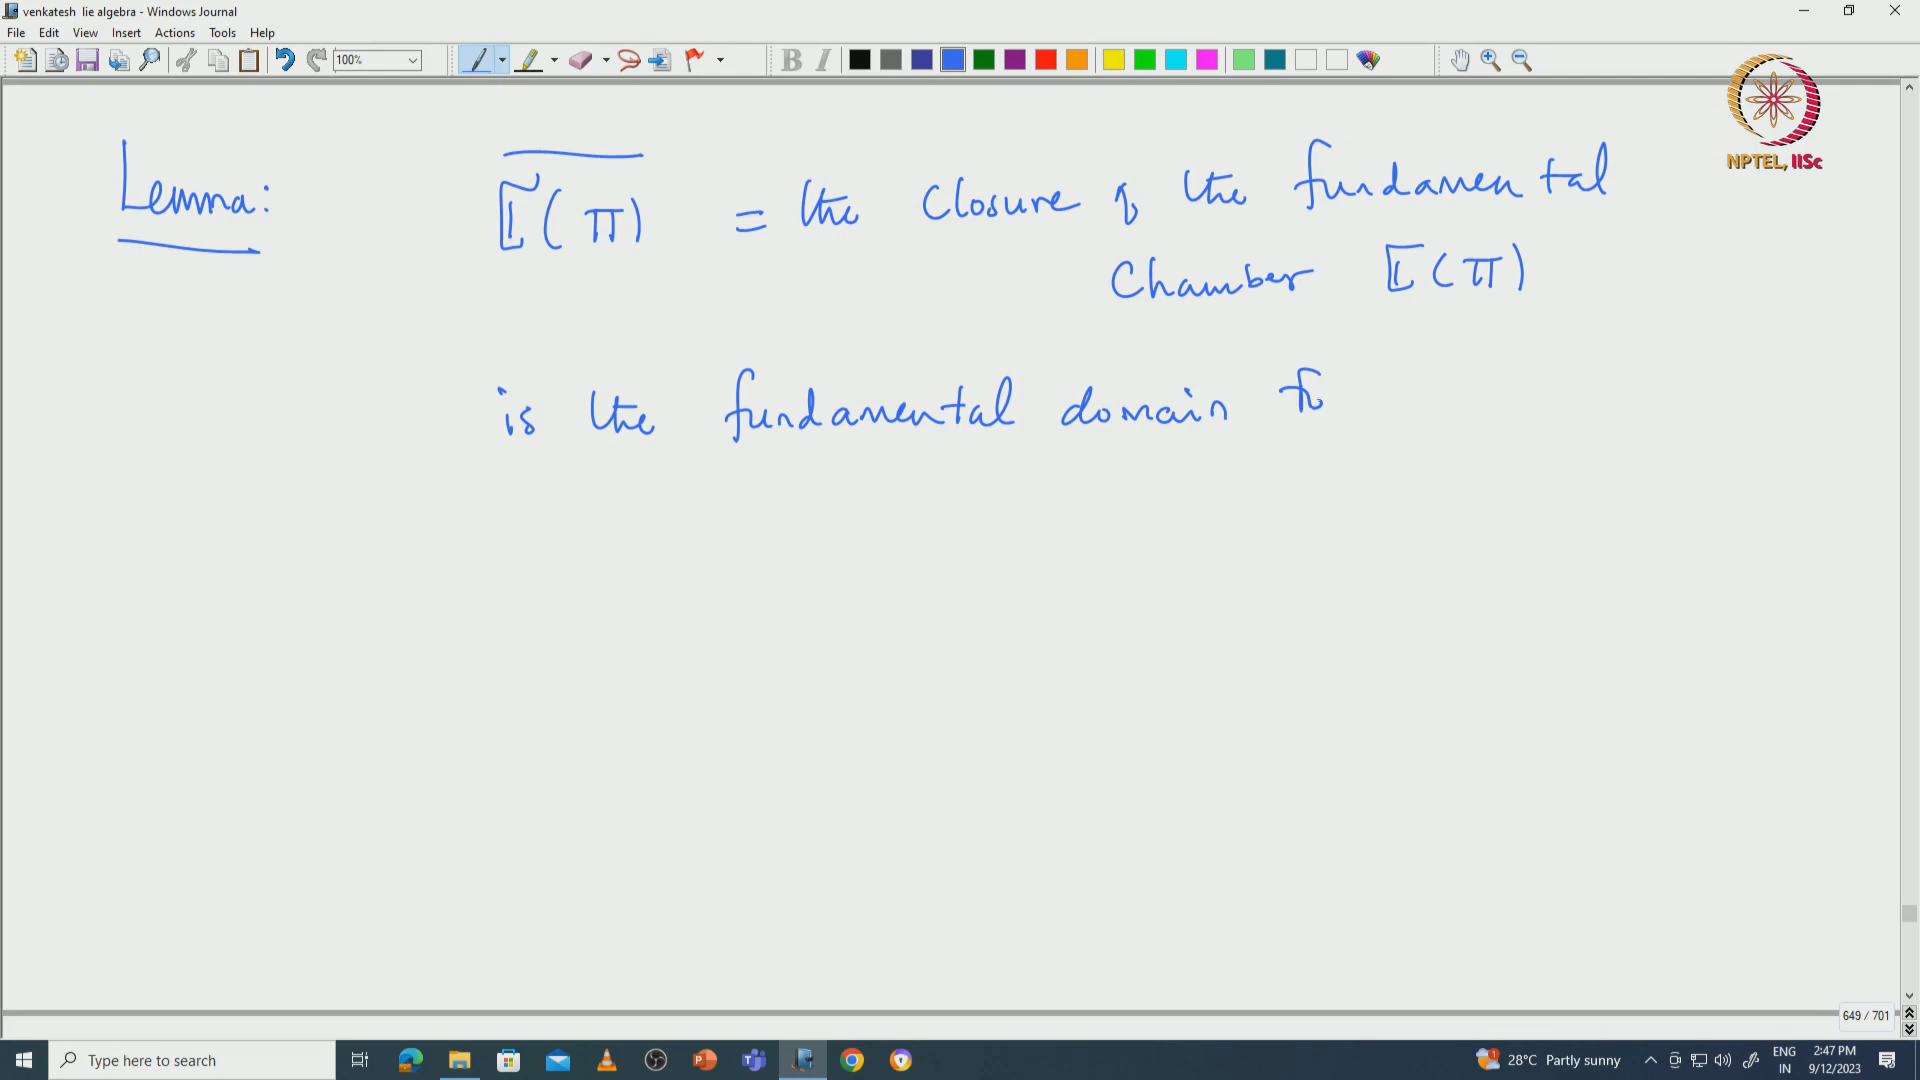 venkatesh lie algebra - Windows Journal
File Edit View Insert Actions Tools Help
100%
B I
NPTEL, IISc
Lemma: ℂ(π) = the closure of the fundamental
chamber ℂ(π)
is the fundamental domain fo
649 / 701
Type here to search
1
28°C Partly sunny
ENG
IN
2:47 PM
9/12/2023